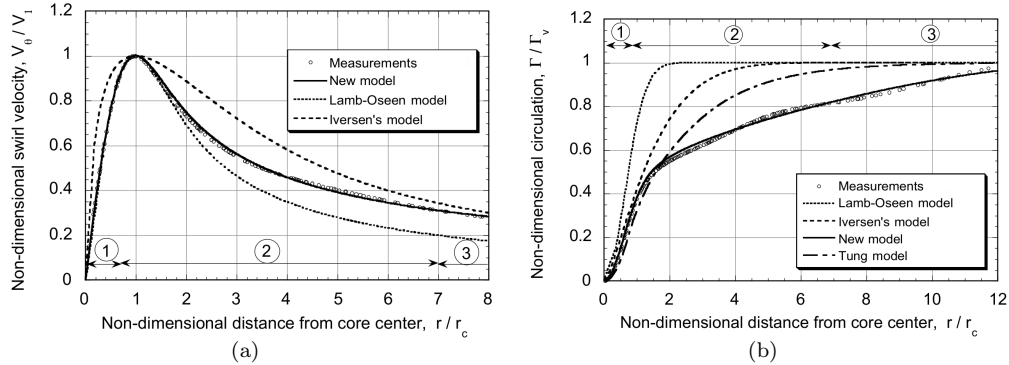 Non-dimensional swirl velocity, V_θ / V_1
1.2
1
0.8
0.6
0.4
0.2
0
① ② ③
Measurements
New model
Lamb-Oseen model
Iversen's model
0 1 2 3 4 5 6 7 8
Non-dimensional distance from core center, r / r_c
(a)
Non-dimensional circulation, Γ / Γ_v
1.2
1
0.8
0.6
0.4
0.2
0
① ② ③
Measurements
Lamb-Oseen model
Iversen's model
New model
Tung model
0 2 4 6 8 10 12
Non-dimensional distance from core center, r / r_c
(b)